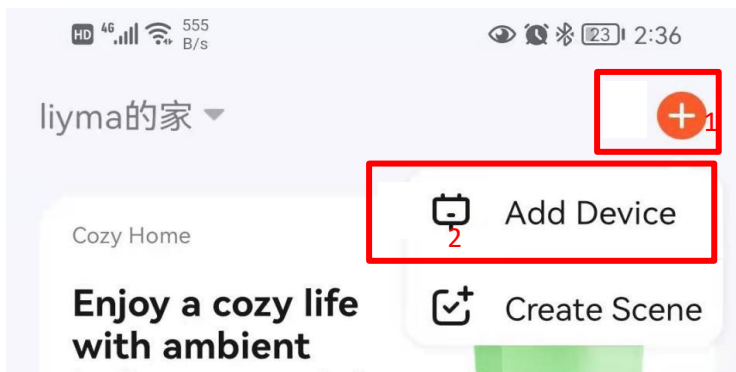 HD 4G 555 B/s 23 2:36
liyma的家
1
Add Device
2
Cozy Home
Create Scene
Enjoy a cozy life
with ambient